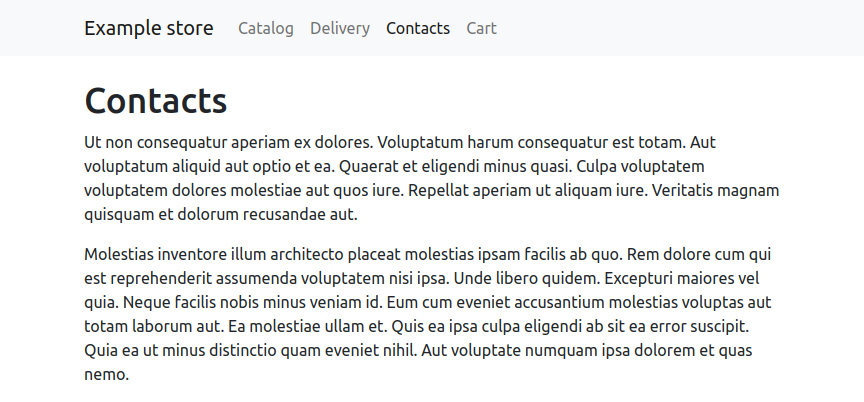 Example store Catalog Delivery Contacts Cart
Contacts
Ut non consequatur aperiam ex dolores. Voluptatum harum consequatur est totam. Aut
voluptatum aliquid aut optio et ea. Quaerat et eligendi minus quasi. Culpa voluptatem
voluptatem dolores molestiae aut quos iure. Repellat aperiam ut aliquam iure. Veritatis magnam
quisquam et dolorum recusandae aut.
Molestias inventore illum architecto placeat molestias ipsam facilis ab quo. Rem dolore cum qui
est reprehenderit assumenda voluptatem nisi ipsa. Unde libero quidem. Excepturi maiores vel
quia. Neque facilis nobis minus veniam id. Eum cum eveniet accusantium molestias voluptas aut
totam laborum aut. Ea molestiae ullam et. Quis ea ipsa culpa eligendi ab sit ea error suscipit.
Quia ea ut minus distinctio quam eveniet nihil. Aut voluptate numquam ipsa dolorem et quas
nemo.